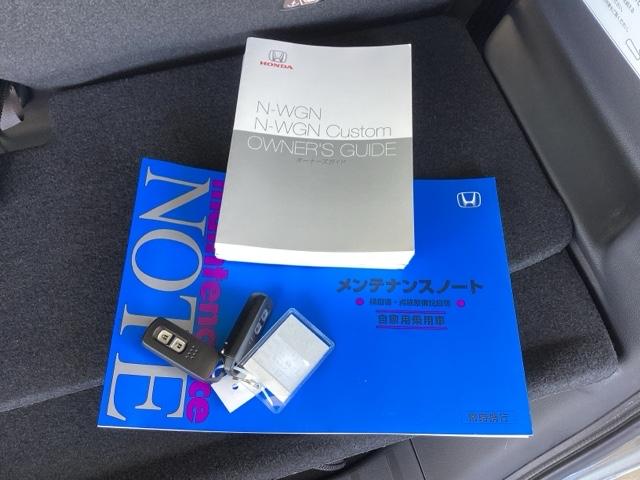 HONDA
N-WGN
N-WGN Custom
OWNER'S GUIDE
オーナーズガイド
maintenance
NOTE
メンテナンスノート
自家用乗用車